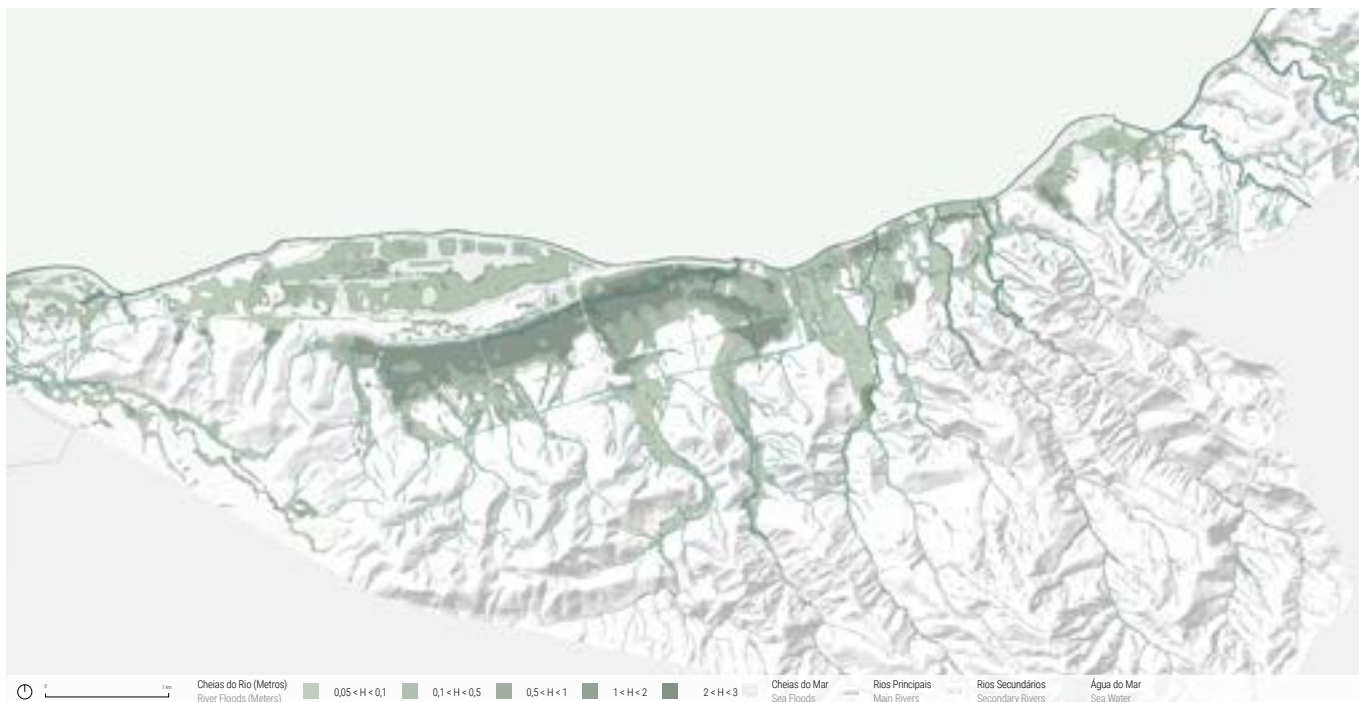 0
1 km
Cheias do Rio (Metros)
River Floods (Meters)
0,05 < H < 0,1
0,1 < H < 0,5
0,5 < H < 1
1 < H < 2
2 < H < 3
Cheias do Mar
Sea Floods
Rios Principais
Main Rivers
Rios Secundários
Secondary Rivers
Água do Mar
Sea Water